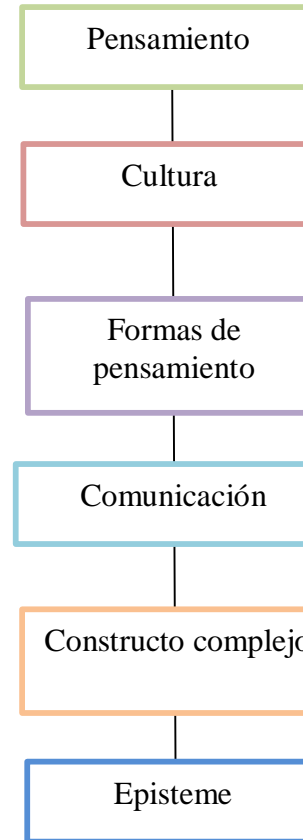 Pensamiento
Cultura
Formas de
pensamiento
Comunicación
Constructo complejo
Episteme